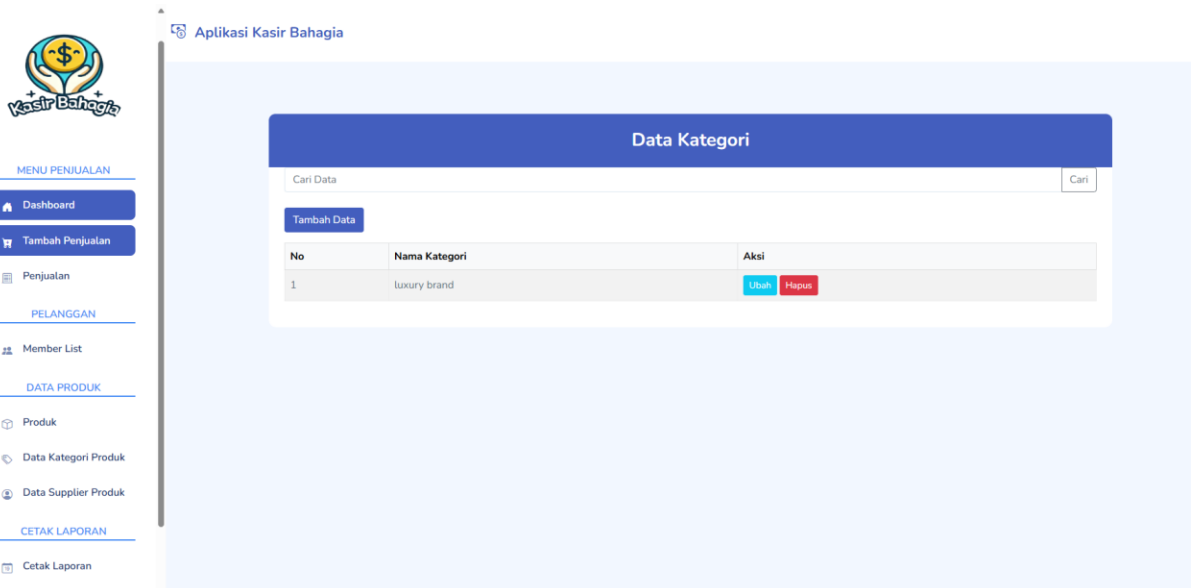 Aplikasi Kasir Bahagia
$
Kasir Bahagia
MENU PENJUALAN
Dashboard
Tambah Penjualan
Penjualan
PELANGGAN
Member List
DATA PRODUK
Produk
Data Kategori Produk
Data Supplier Produk
CETAK LAPORAN
Cetak Laporan
Data Kategori
Cari Data Cari
Tambah Data
No Nama Kategori Aksi
1 luxury brand Ubah Hapus